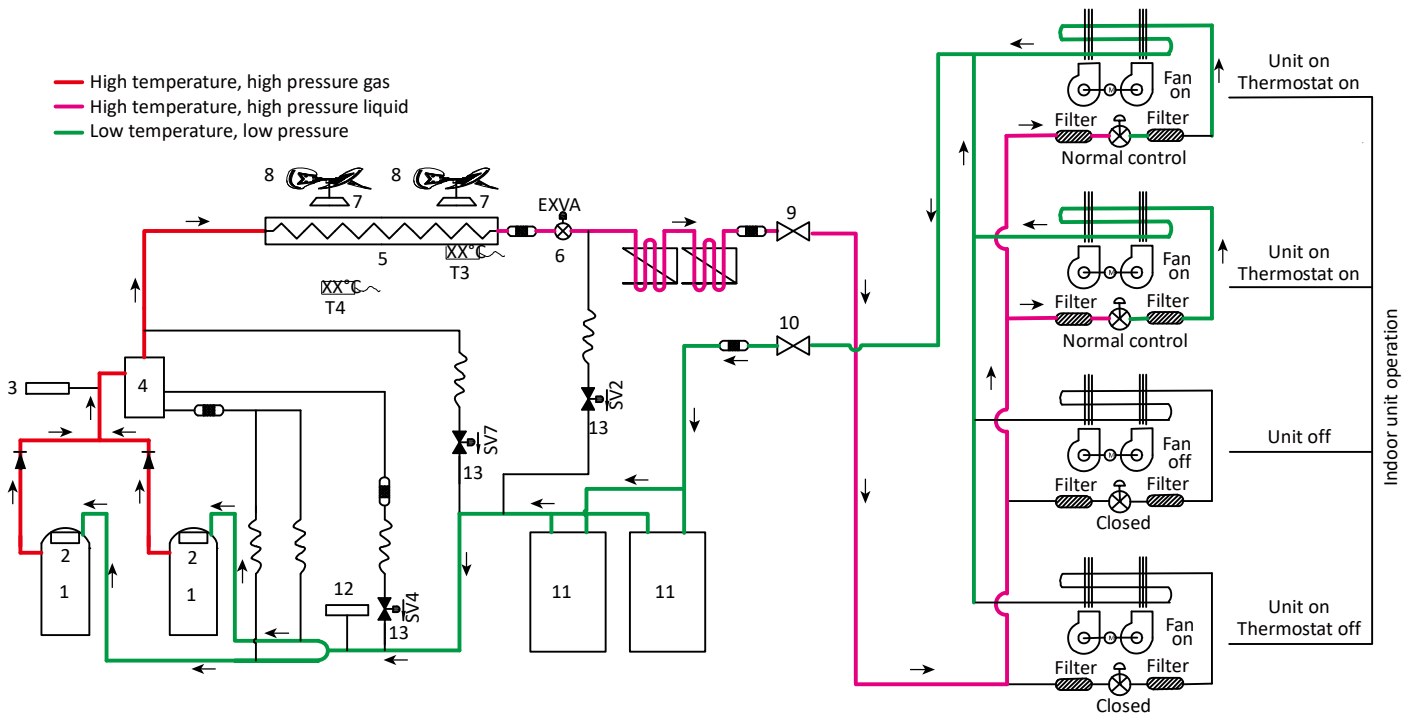 High temperature, high pressure gas
High temperature, high pressure liquid
Low temperature, low pressure
8
7
8
7
5
XX°C
T3
XX°C
T4
EXVA
6
9
10
3
4
SV7
13
SV2
13
2
1
2
1
12
SV4
13
11
11
M
Fan
on
Filter
Filter
Normal control
Unit on
Thermostat on
M
Fan
on
Filter
Filter
Normal control
Unit on
Thermostat on
M
Fan
off
Filter
Filter
Closed
Unit off
M
Fan
on
Filter
Filter
Closed
Unit on
Thermostat off
Indoor unit operation